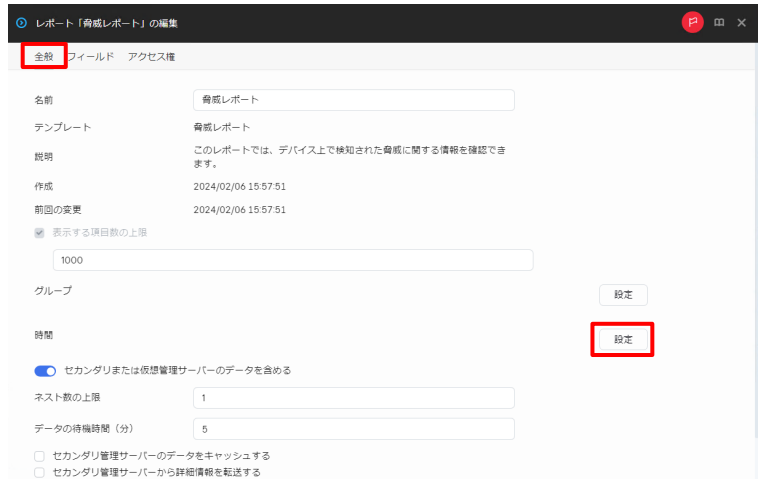 レポート「脅威レポート」の編集
全般 フィールド アクセス権
名前 脅威レポート
テンプレート 脅威レポート
説明 このレポートでは、デバイス上で検知された脅威に関する情報を確認でき
ます。
作成 2024/02/06 15:57:51
前回の変更 2024/02/06 15:57:51
表示する項目数の上限
1000
グループ 設定
時間 設定
セカンダリまたは仮想管理サーバーのデータを含める
ネスト数の上限 1
データの待機時間（分） 5
セカンダリ管理サーバーのデータをキャッシュする
セカンダリ管理サーバーから詳細情報を転送する